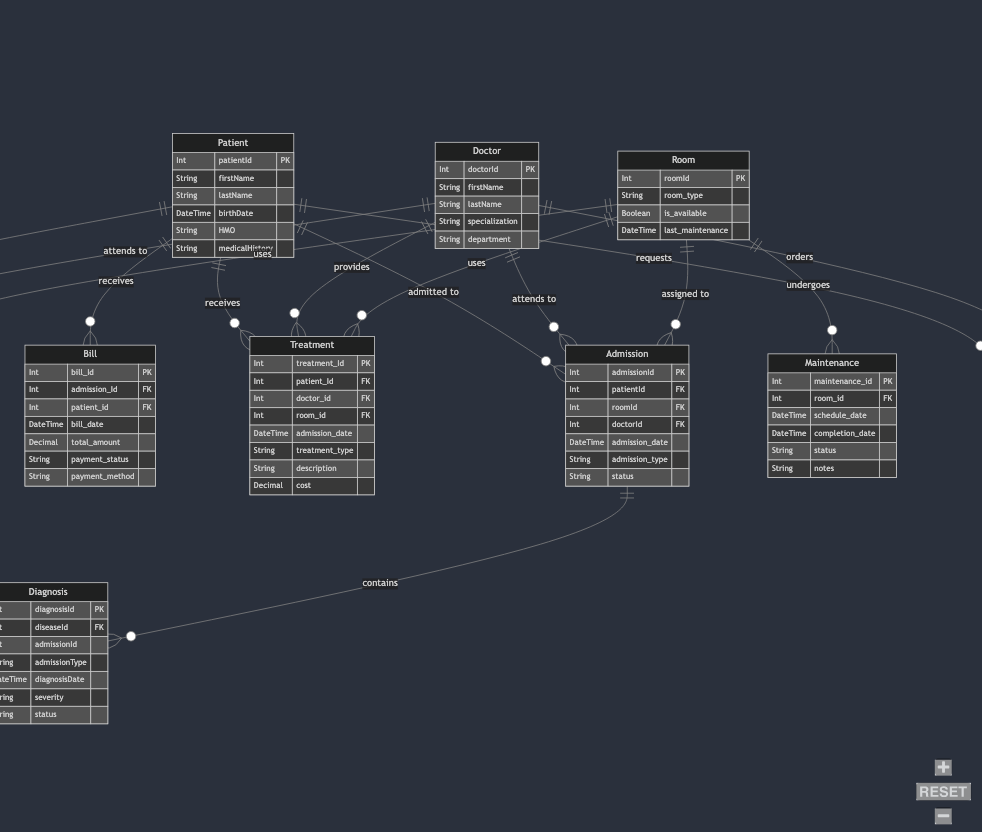 Patient
Int patientId PK
String firstName
String lastName
DateTime birthDate
String HMO
String medicalHistory
Doctor
Int doctorId PK
String firstName
String lastName
String specialization
String department
Room
Int roomId PK
String room_type
Boolean is_available
DateTime last_maintenance
attends to
uses
provides
uses
requests
orders
receives
receives
admitted to
attends to
assigned to
undergoes
Bill
Int bill_Id PK
Int admission_Id FK
Int patient_id FK
DateTime bill_date
Decimal total_amount
String payment_status
String payment_method
Treatment
Int treatment_Id PK
Int patient_Id FK
Int doctor_id FK
Int room_id FK
DateTime admission_date
String treatment_type
String description
Decimal cost
Admission
Int admissionId PK
Int patientId FK
Int roomId FK
Int doctorId FK
DateTime admission_date
String admission_type
String status
Maintenance
Int maintenance_id PK
Int room_id FK
DateTime schedule_date
DateTime completion_date
String status
String notes
contains
Diagnosis
t diagnosisId PK
t diseaseId FK
t admissionId
ring admissionType
ateTime diagnosisDate
ring severity
ring status
+
RESET
−